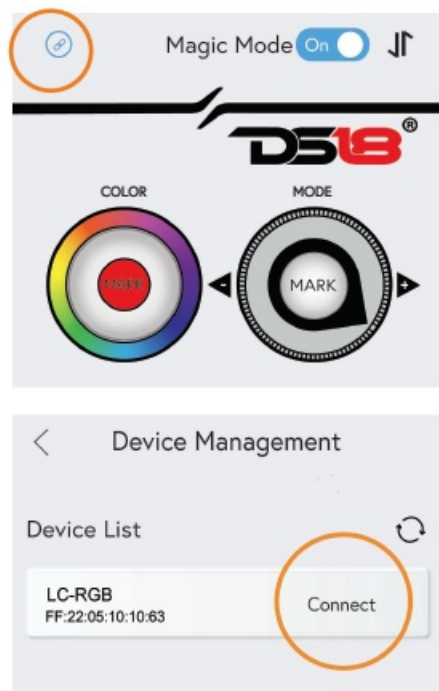 Magic Mode On
DS18®
COLOR MODE
MARK
Device Management
Device List
LC-RGB
FF:22:05:10:10:63
Connect